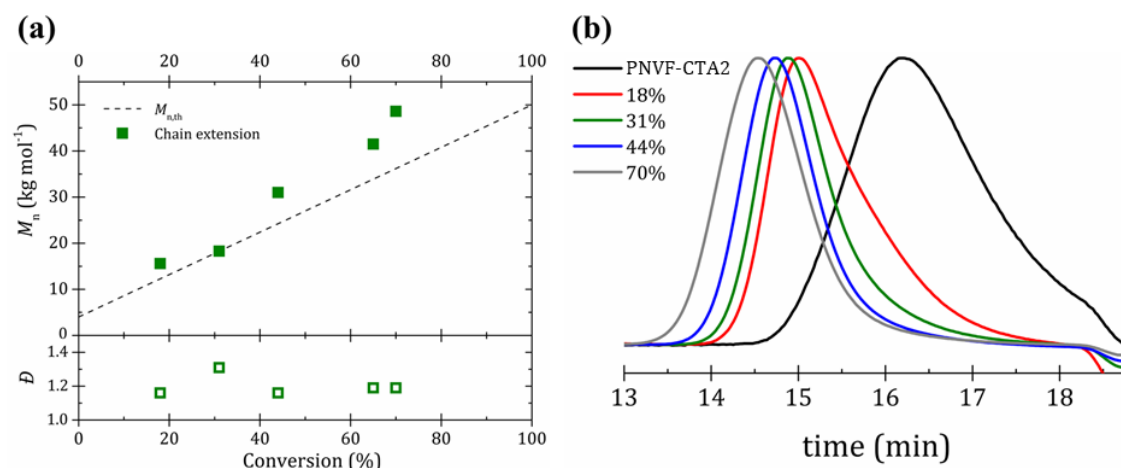 (a)
0 20 40 60 80 100
M n,th
Chain extension
50
40
30
20
10
0
M n (kg mol⁻¹)
1.4
1.2
1.0
Đ
0 20 40 60 80 100
Conversion (%)
(b)
PNVF-CTA2
18%
31%
44%
70%
13 14 15 16 17 18
time (min)